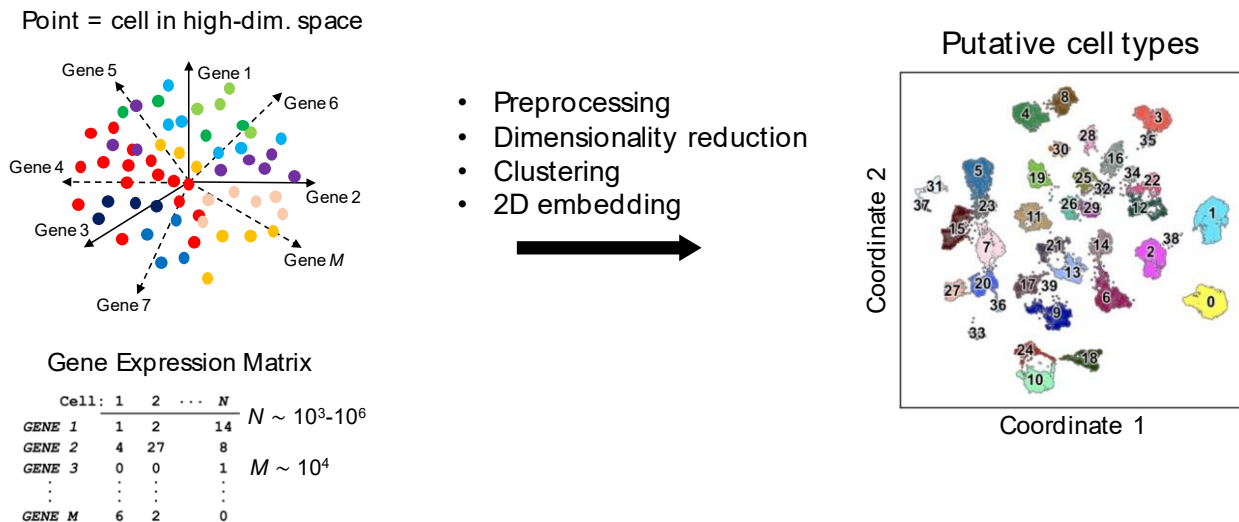 Point = cell in high-dim. space
Gene 5
Gene 1
Gene 6
Gene 4
Gene 2
Gene 3
Gene M
Gene 7
Gene Expression Matrix
Cell: 1 2 ··· N
GENE 1 1 2 14
GENE 2 4 27 8
GENE 3 0 0 1
: : : :
: : : :
GENE M 6 2 0
N ~ 10³-10⁶
M ~ 10⁴
• Preprocessing
• Dimensionality reduction
• Clustering
• 2D embedding
Putative cell types
Coordinate 2
8
4
3
28
35
30
16
5
19
25
34
22
31
32
37
23
26
29
12
11
1
15
7
21
14
38
2
13
20
17
39
27
6
0
36
9
33
24
18
10
Coordinate 1